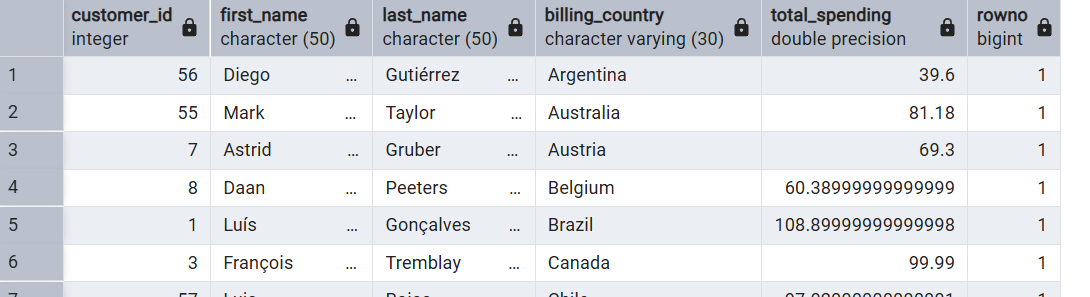 customer_id first_name last_name billing_country total_spending rowno
integer character (50) character (50) character varying (30) double precision bigint
1 56 Diego ... Gutiérrez ... Argentina 39.6 1
2 55 Mark ... Taylor ... Australia 81.18 1
3 7 Astrid ... Gruber ... Austria 69.3 1
4 8 Daan ... Peeters ... Belgium 60.38999999999999 1
5 1 Luís ... Gonçalves ... Brazil 108.89999999999998 1
6 3 François ... Tremblay ... Canada 99.99 1